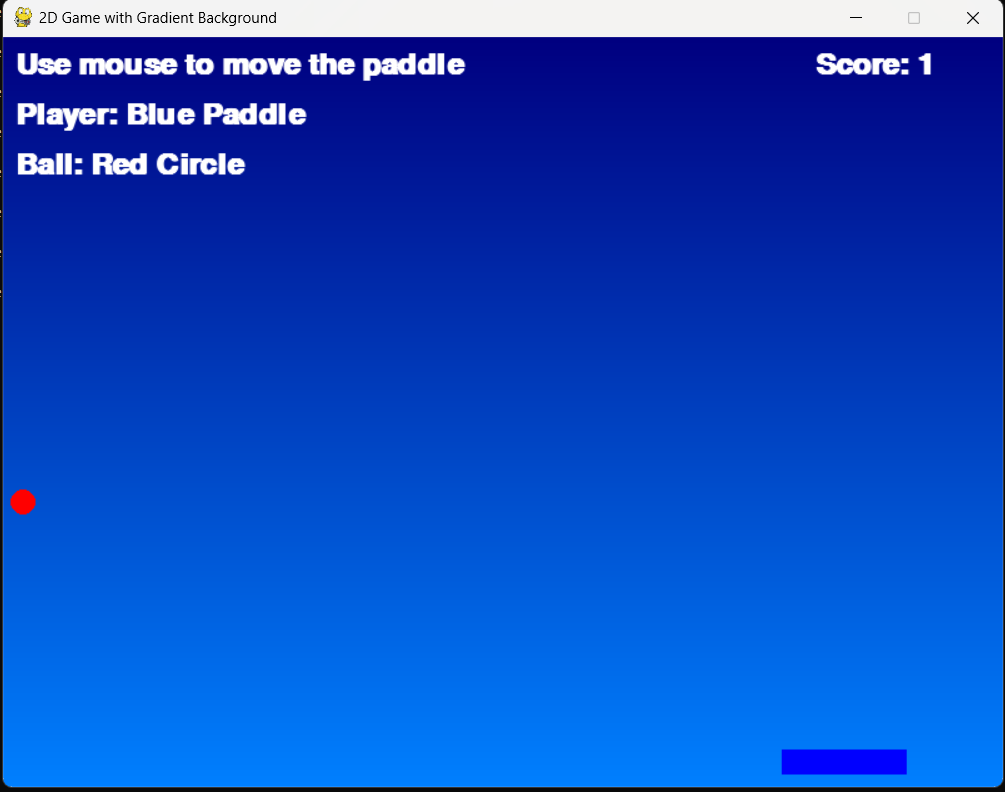 2D Game with Gradient Background
Use mouse to move the paddle
Score: 1
Player: Blue Paddle
Ball: Red Circle